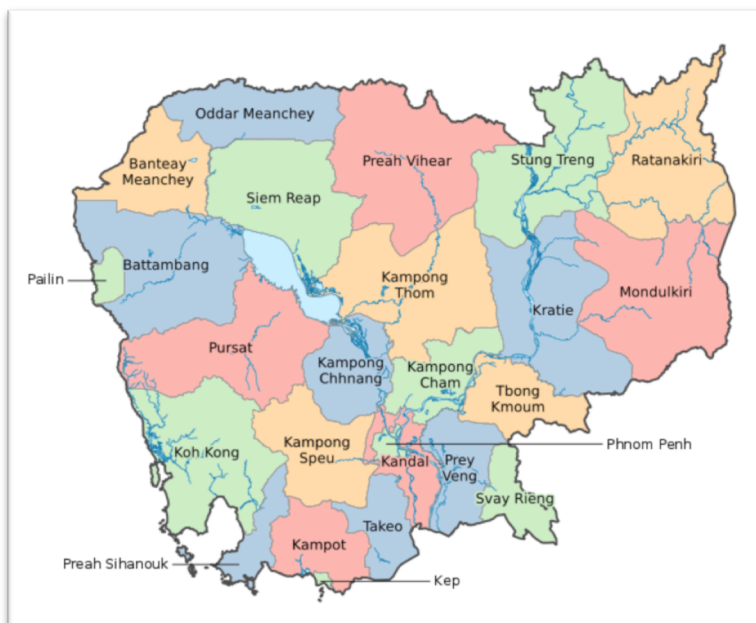 Oddar Meanchey
Banteay
Meanchey
Siem Reap
Preah Vihear
Stung Treng
Ratanakiri
Pailin
Battambang
Kampong
Thom
Kratie
Mondulkiri
Pursat
Kampong
Chhnang
Kampong
Cham
Tbong
Kmoum
Koh Kong
Kampong
Speu
Kandal
Prey
Veng
Phnom Penh
Svay Rieng
Takeo
Kampot
Preah Sihanouk
Kep